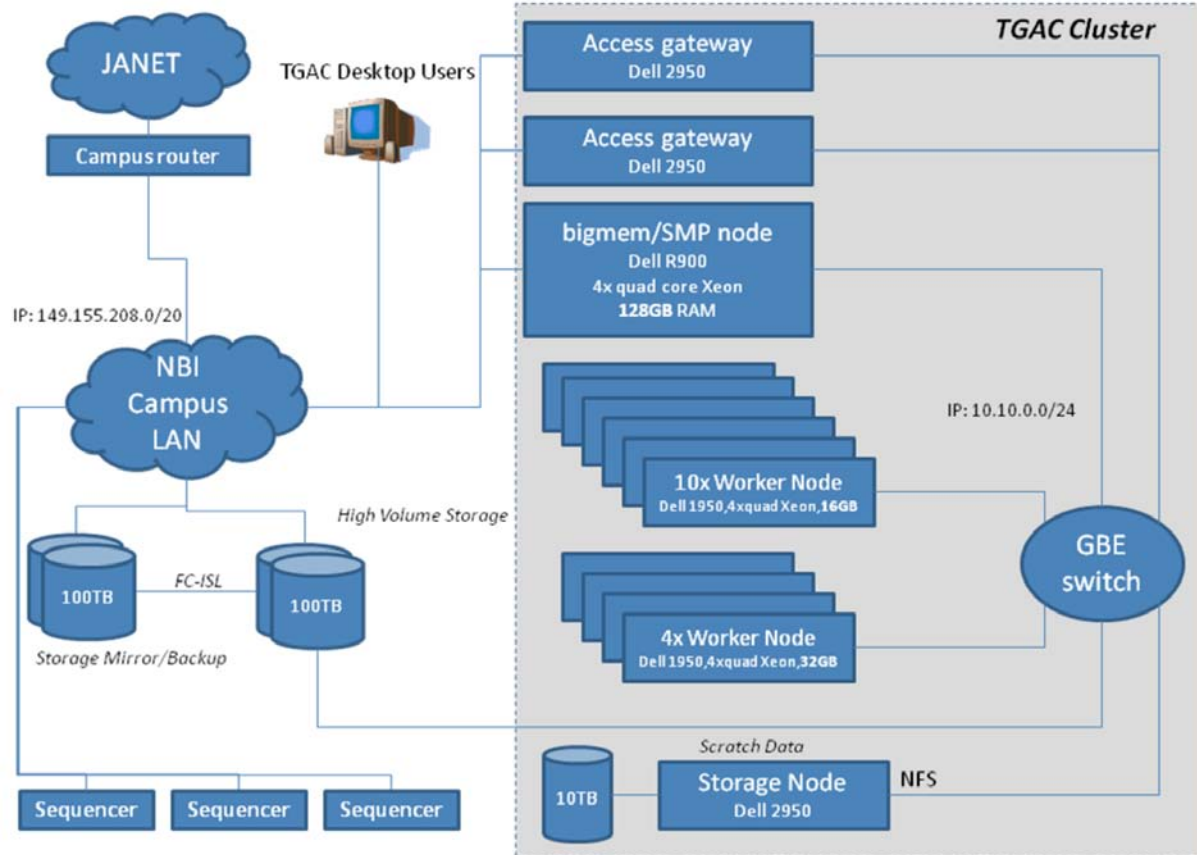 TGAC Cluster
JANET
Campus router
TGAC Desktop Users
Access gateway
Dell 2950
Access gateway
Dell 2950
bigmem/SMP node
Dell R900
4x quad core Xeon
128GB RAM
IP: 149.155.208.0/20
NBI
Campus
LAN
IP: 10.10.0.0/24
10x Worker Node
Dell 1950,4xquad Xeon,16GB
High Volume Storage
GBE
switch
FC-ISL
100TB
100TB
Storage Mirror/Backup
4x Worker Node
Dell 1950,4xquad Xeon,32GB
Scratch Data
10TB
Storage Node
Dell 2950
NFS
Sequencer
Sequencer
Sequencer